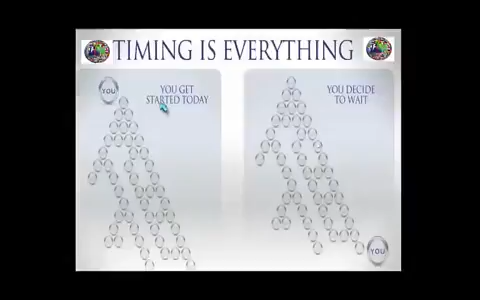 TIMING IS EVERYTHING
YOU
YOU GET
STARTED TODAY
YOU DECIDE
TO WAIT
YOU